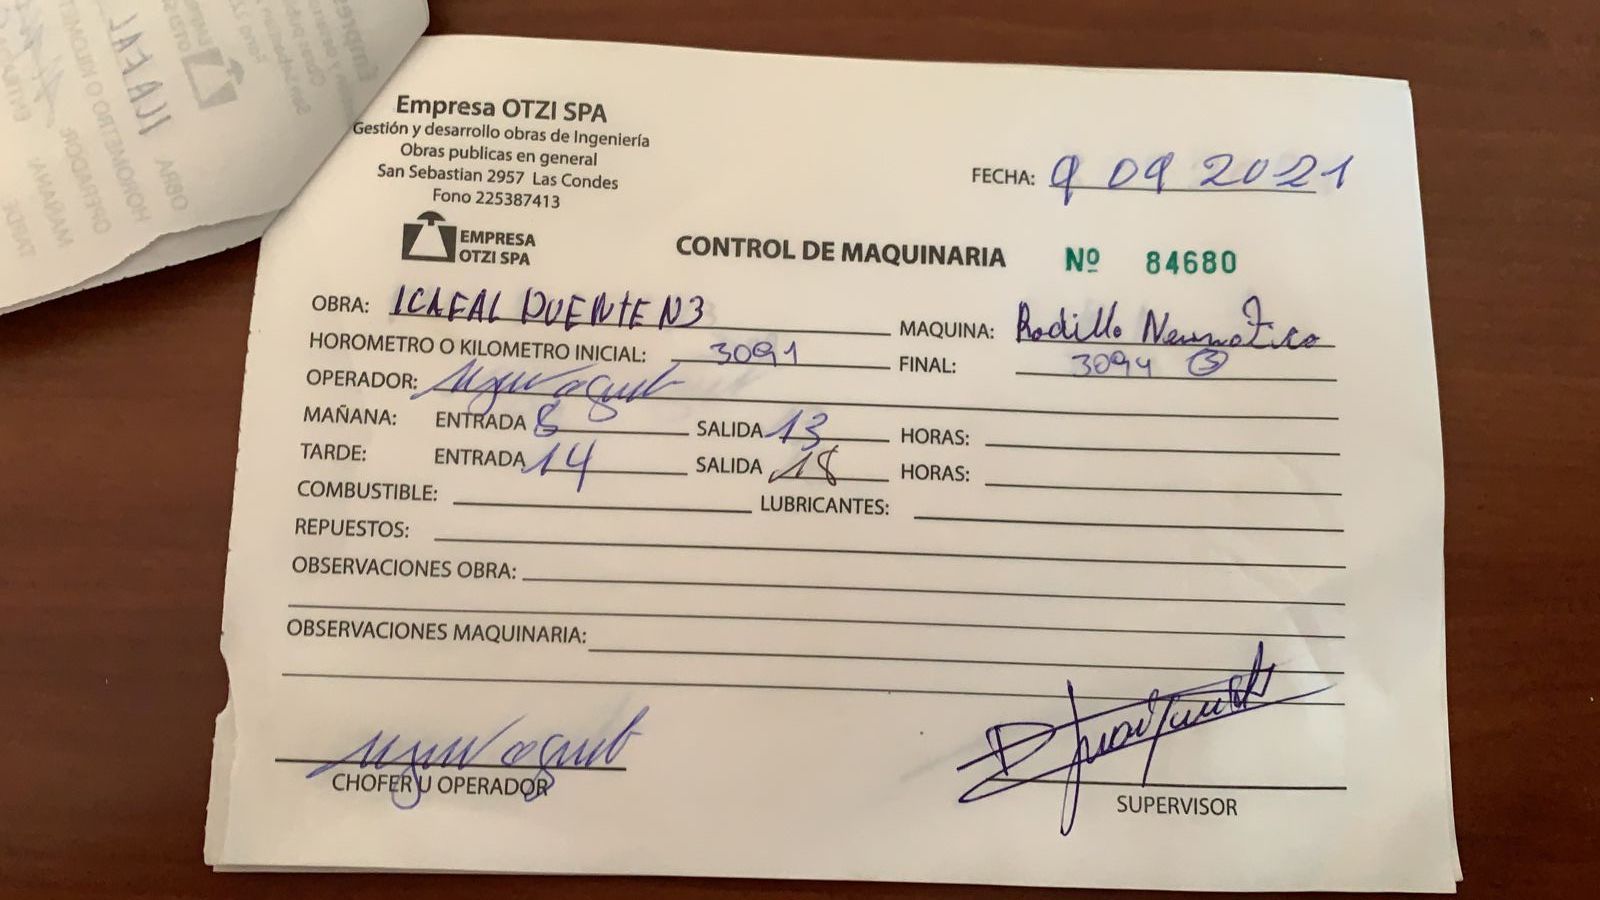 Empresa OTZI SPA
Gestión y desarrollo obras de Ingeniería
Obras publicas en general
San Sebastian 2957 Las Condes
Fono 225387413
FECHA: 9 09 2021
EMPRESA
OTZI SPA
CONTROL DE MAQUINARIA Nº 84680
OBRA: ICAFAL PUENTE N3 MAQUINA: Rodillo Neumatico
HOROMETRO O KILOMETRO INICIAL: 3091 FINAL: 3094 3
OPERADOR:
MAÑANA: ENTRADA 8 SALIDA 13 HORAS:
TARDE: ENTRADA 14 SALIDA 18 HORAS:
COMBUSTIBLE: LUBRICANTES:
REPUESTOS:
OBSERVACIONES OBRA:
OBSERVACIONES MAQUINARIA:
CHOFER U OPERADOR
SUPERVISOR